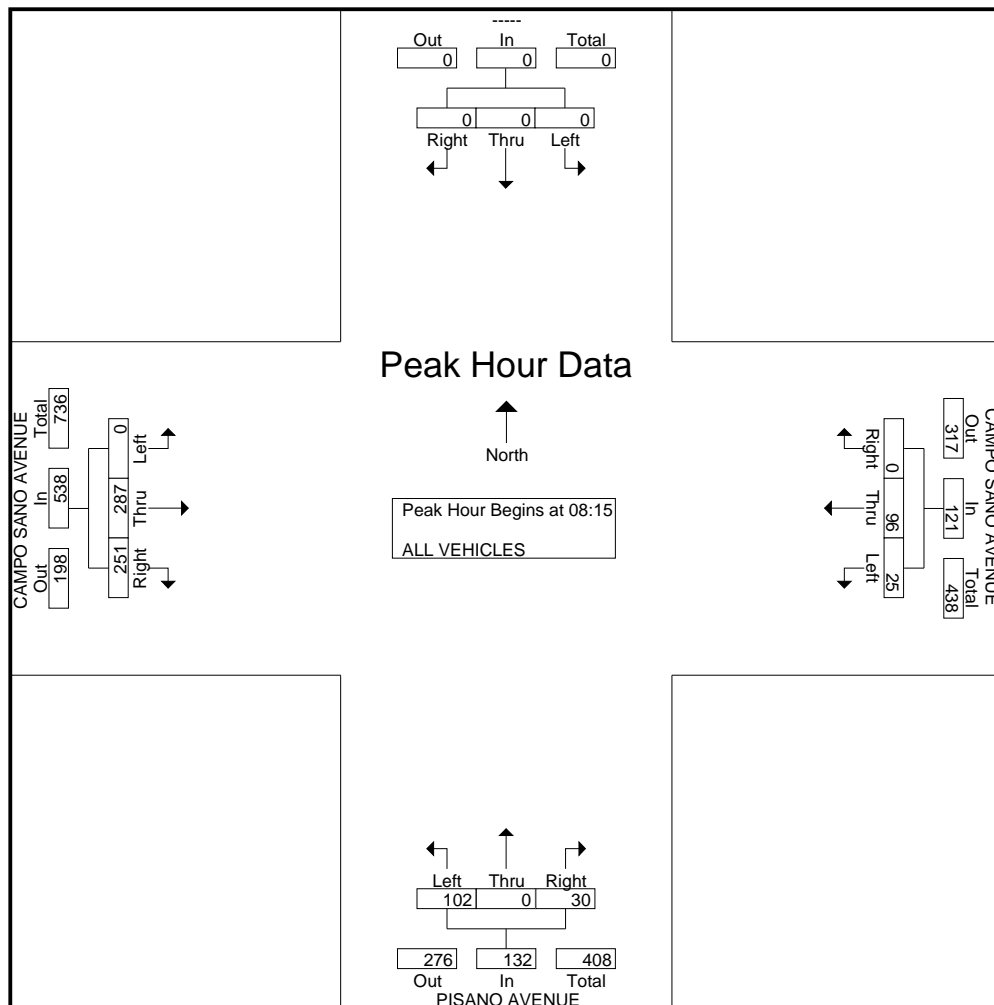 -----
Out In Total
0 0 0
0 0 0
Right Thru Left
Peak Hour Data
North
Peak Hour Begins at 08:15
ALL VEHICLES
CAMPO SANO AVENUE
Out In Total
198 538 736
251 287 0
Right Thru Left
CAMPO SANO AVENUE
Out In Total
317 121 438
0 96 25
Right Thru Left
Left Thru Right
102 0 30
276 132 408
Out In Total
PISANO AVENUE